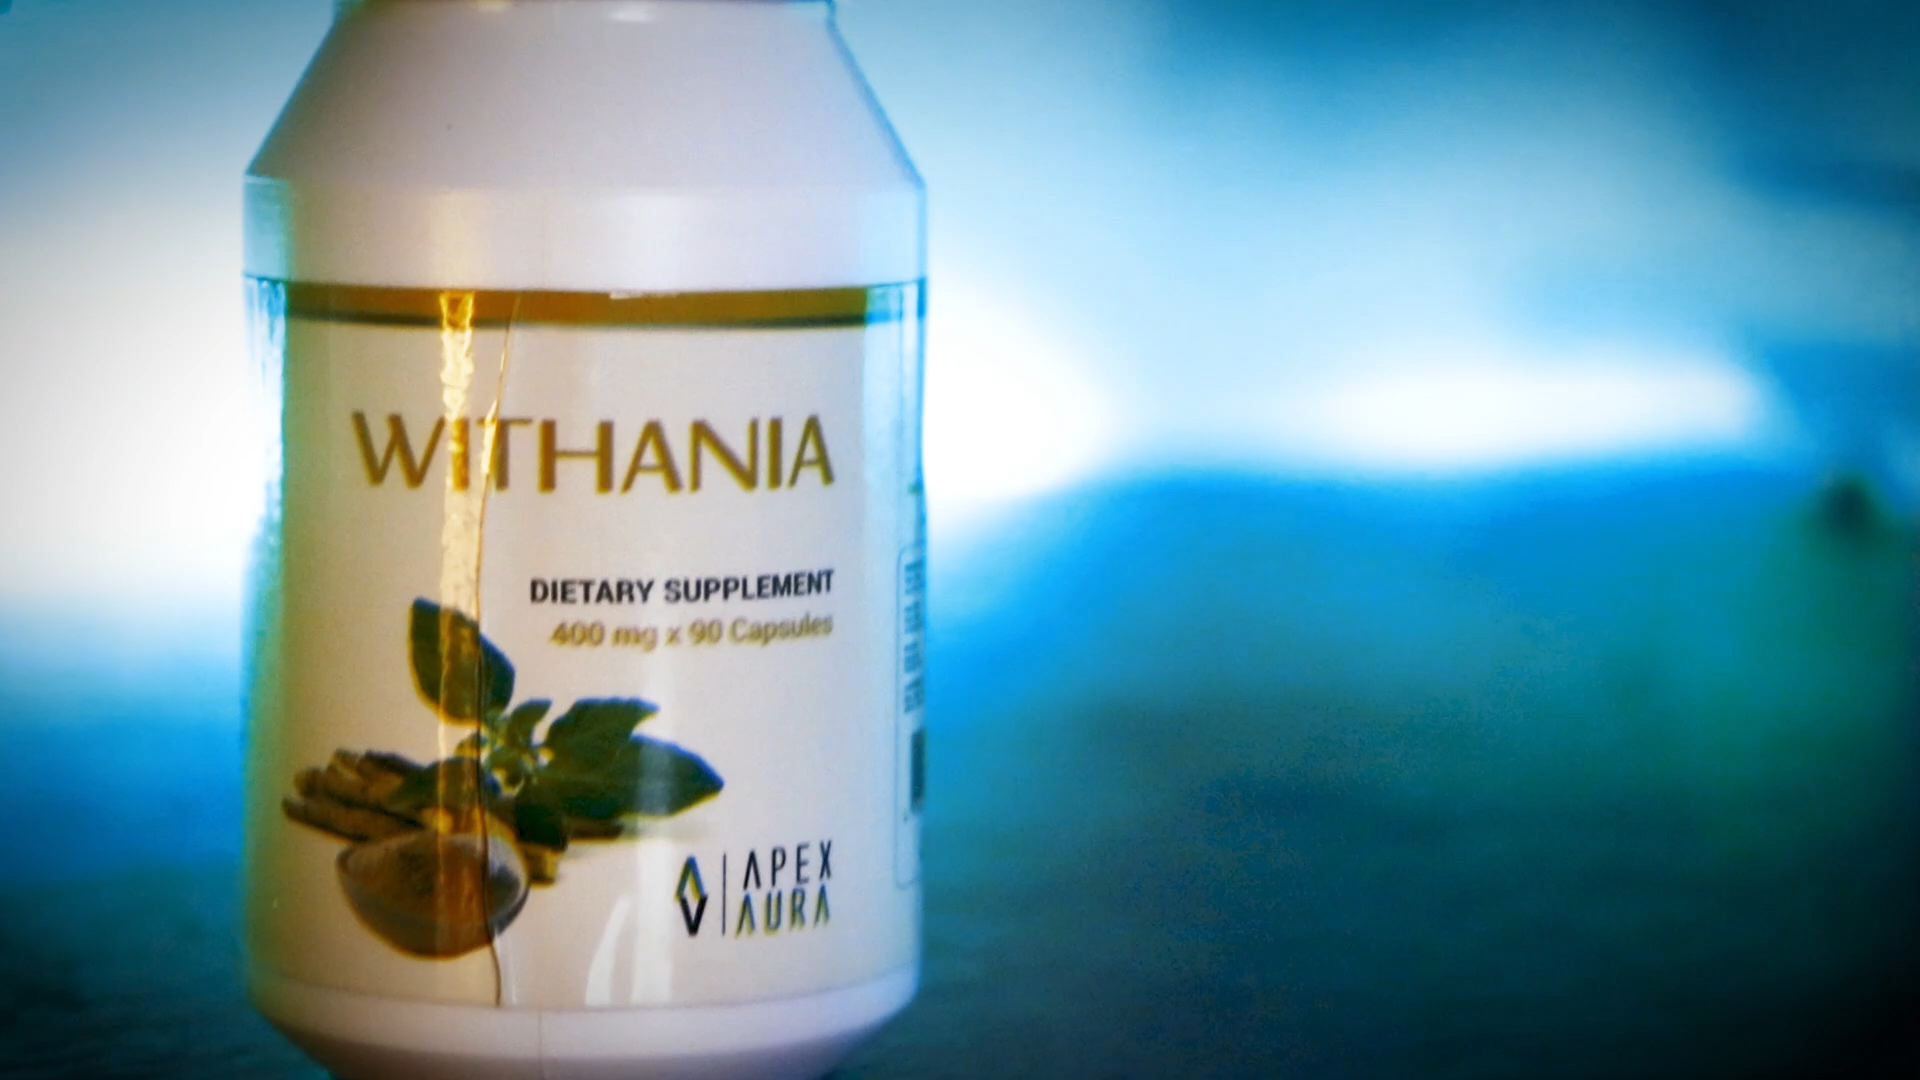 WITHANIA
DIETARY SUPPLEMENT
400 mg x 90 Capsules
APEX
AURA